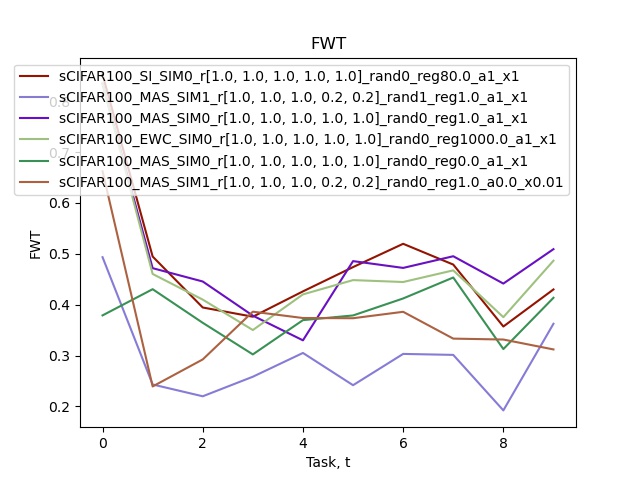 FWT
sCIFAR100_SI_SIM0_r[1.0, 1.0, 1.0, 1.0, 1.0]_rand0_reg80.0_a1_x1
sCIFAR100_MAS_SIM1_r[1.0, 1.0, 1.0, 0.2, 0.2]_rand1_reg1.0_a1_x1
0.8
sCIFAR100_MAS_SIM0_r[1.0, 1.0, 1.0, 1.0, 1.0]_rand0_reg1.0_a1_x1
sCIFAR100_EWC_SIM0_r[1.0, 1.0, 1.0, 1.0, 1.0]_rand0_reg1000.0_a1_x1
0.7
sCIFAR100_MAS_SIM0_r[1.0, 1.0, 1.0, 1.0, 1.0]_rand0_reg0.0_a1_x1
sCIFAR100_MAS_SIM1_r[1.0, 1.0, 1.0, 0.2, 0.2]_rand0_reg1.0_a0.0_x0.01
0.6
FWT
0.5
0.4
0.3
0.2
0 2 4 6 8
Task, t